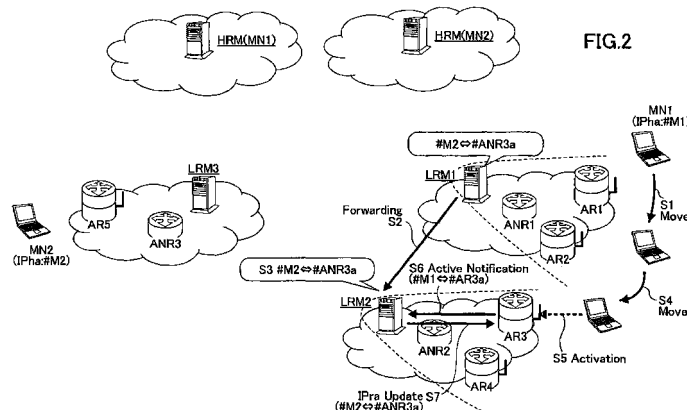 HRM(MN1)
HRM(MN2)
FIG.2
MN1
(IPha:#M1)
#M2⇔#ANR3a
LRM3
LRM1
AR5
ANR3
ANR1
AR1
AR2
S1
Move
MN2
(IPha:#M2)
Forwarding
S2
S3 #M2⇔#ANR3a
S6 Active Notification
(#M1⇔#AR3a)
S4
Move
LRM2
ANR2
AR3
AR4
S5 Activation
IPra Update S7
(#M2⇔#ANR3a)